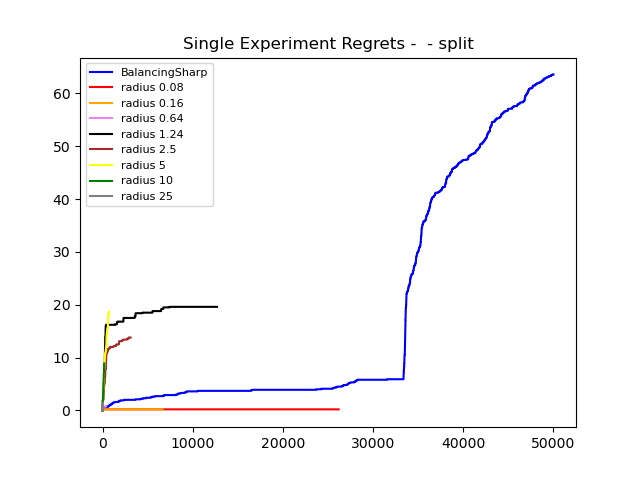 Single Experiment Regrets -  - split
BalancingSharp
radius 0.08
radius 0.16
radius 0.64
radius 1.24
radius 2.5
radius 5
radius 10
radius 25
60
50
40
30
20
10
0
0 10000 20000 30000 40000 50000